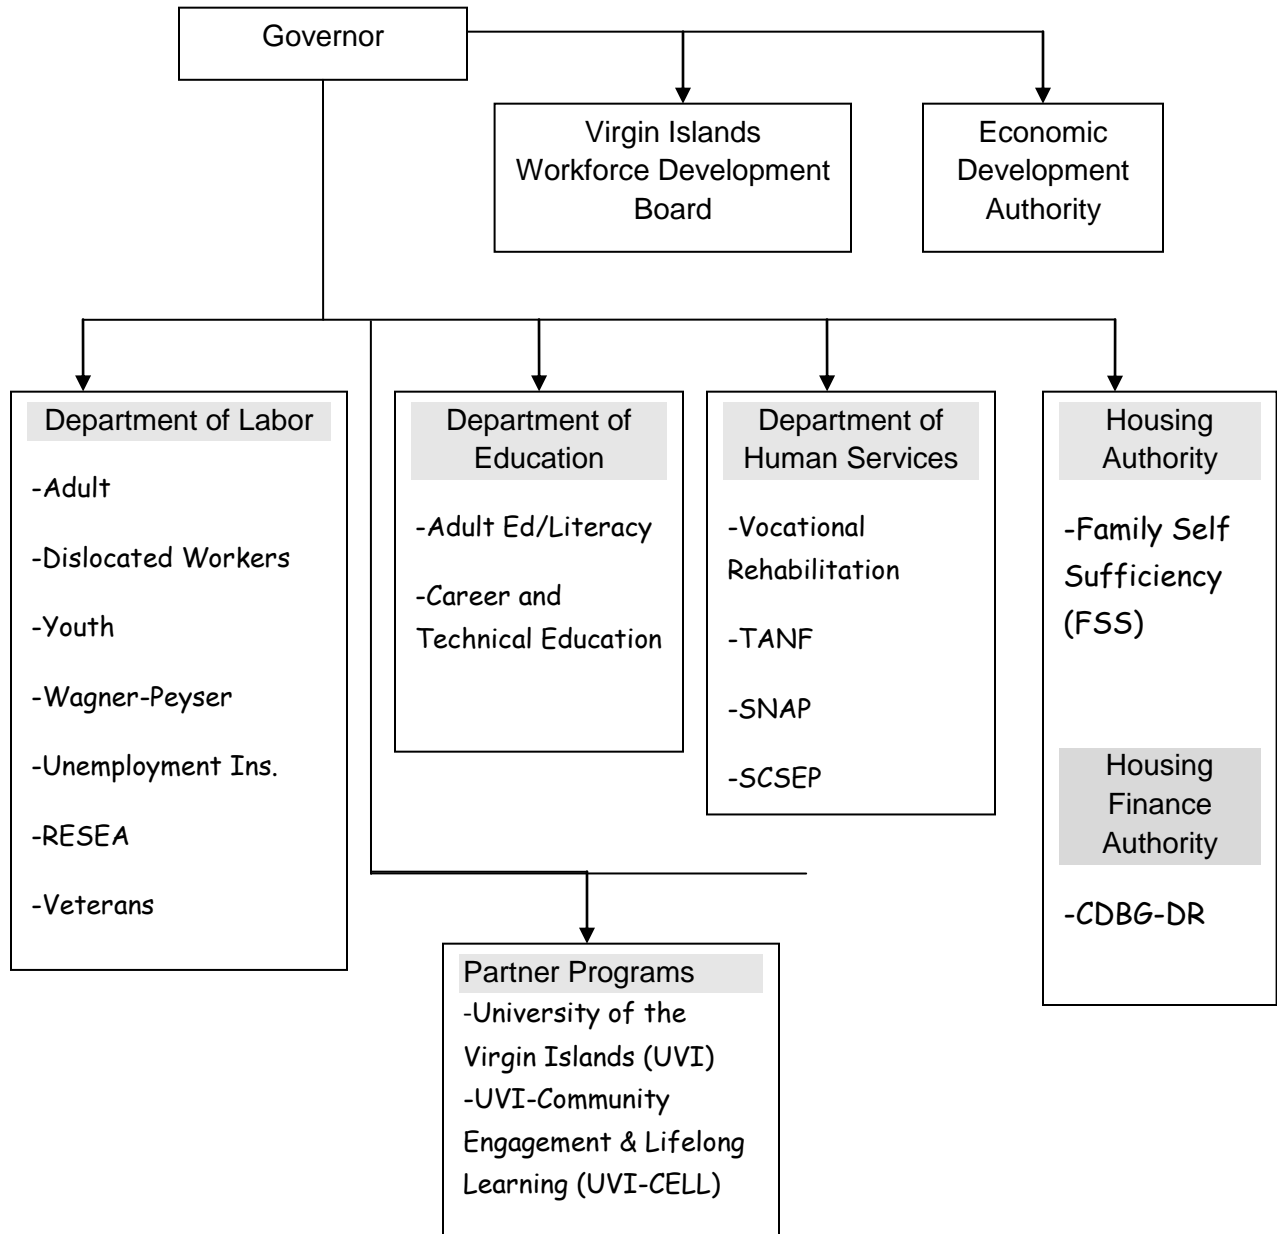 Governor
Virgin Islands
Workforce Development
Board
Economic
Development
Authority
Department of Labor
-Adult
-Dislocated Workers
-Youth
-Wagner-Peyser
-Unemployment Ins.
-RESEA
-Veterans
Department of
Education
-Adult Ed/Literacy
-Career and
Technical Education
Department of
Human Services
-Vocational
Rehabilitation
-TANF
-SNAP
-SCSEP
Housing
Authority
-Family Self
Sufficiency
(FSS)
Housing
Finance
Authority
-CDBG-DR
Partner Programs
-University of the
Virgin Islands (UVI)
-UVI-Community
Engagement & Lifelong
Learning (UVI-CELL)